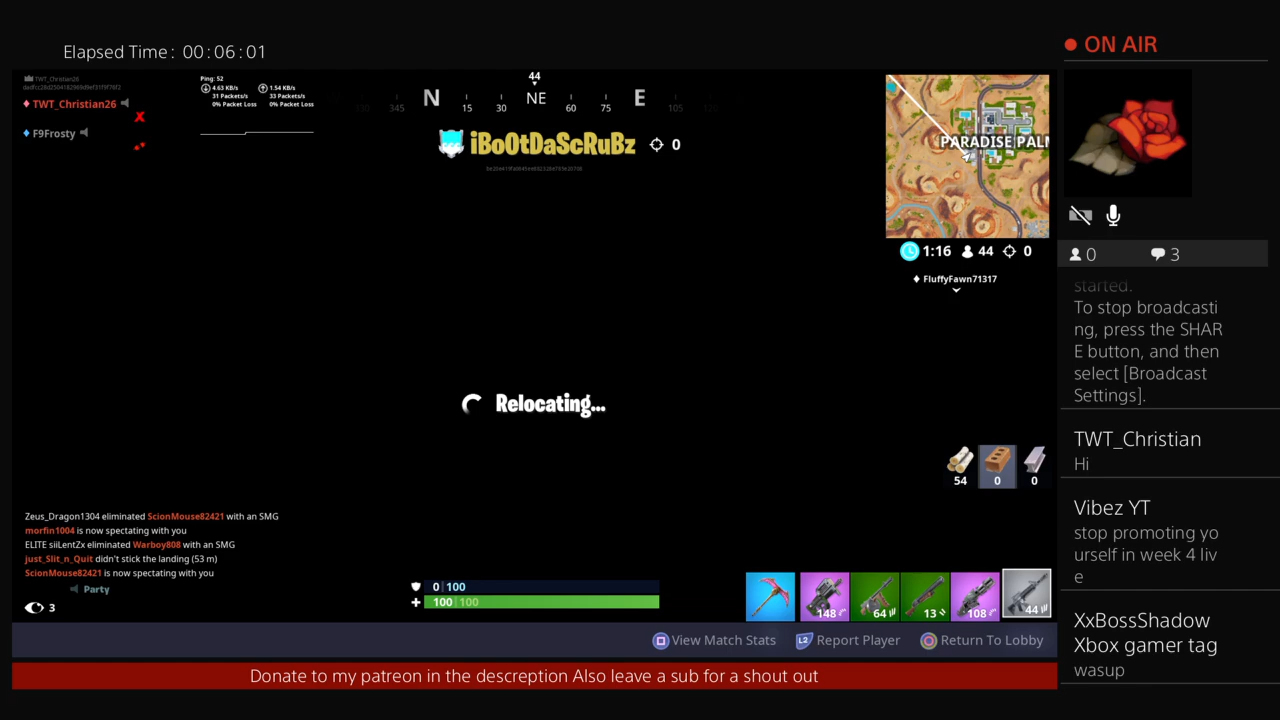 Elapsed Time: 00:06:01
ON AIR
TWT_Christian26
TWT_Christian26
F9Frosty
Ping: 52
4.63 KB/s
1.54 KB/s
31 Packets/s
33 Packets/s
0% Packet Loss
0% Packet Loss
44
345 N 15 30 NE 60 75 E 105
iBoOtDaScRuBz 0
PARADISE PALM
1:16 44 0
FluffyFawn71317
0 3
started.
To stop broadcasti
ng, press the SHAR
E button, and then
select [Broadcast
Settings].
TWT_Christian
Hi
Vibez YT
stop promoting yo
urself in week 4 liv
e
XxBossShadow
Xbox gamer tag
wasup
Relocating...
54 0 0
Zeus_Dragon1304 eliminated ScionMouse82421 with an SMG
morfin1004 is now spectating with you
ELITE siiLentZx eliminated Warboy808 with an SMG
just_Slit_n_Quit didn't stick the landing (53 m)
ScionMouse82421 is now spectating with you
Party
3
0 | 100
100 | 100
148 64 13 108 44
View Match Stats
L2 Report Player
Return To Lobby
Donate to my patreon in the descreption Also leave a sub for a shout out